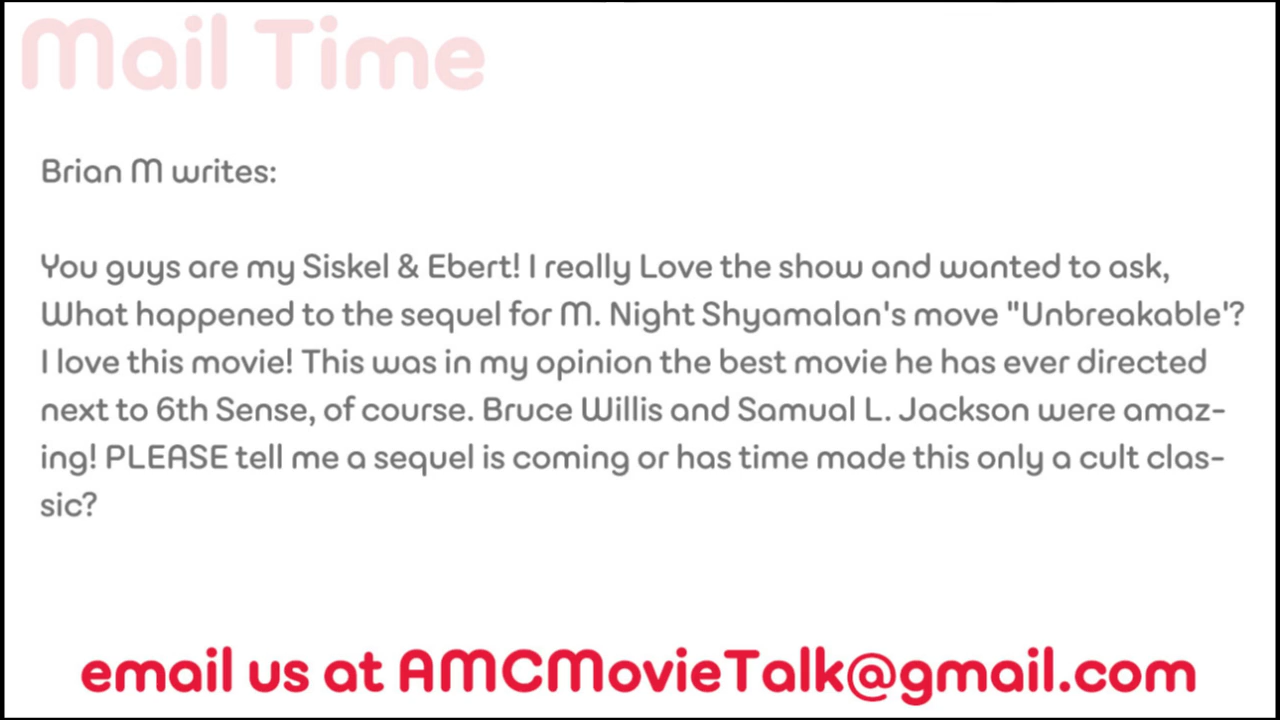 Mail Time
Brian M writes:
You guys are my Siskel & Ebert! I really Love the show and wanted to ask,
What happened to the sequel for M. Night Shyamalan's move "Unbreakable'?
I love this movie! This was in my opinion the best movie he has ever directed
next to 6th Sense, of course. Bruce Willis and Samual L. Jackson were amaz-
ing! PLEASE tell me a sequel is coming or has time made this only a cult clas-
sic?
email us at AMCMovieTalk@gmail.com